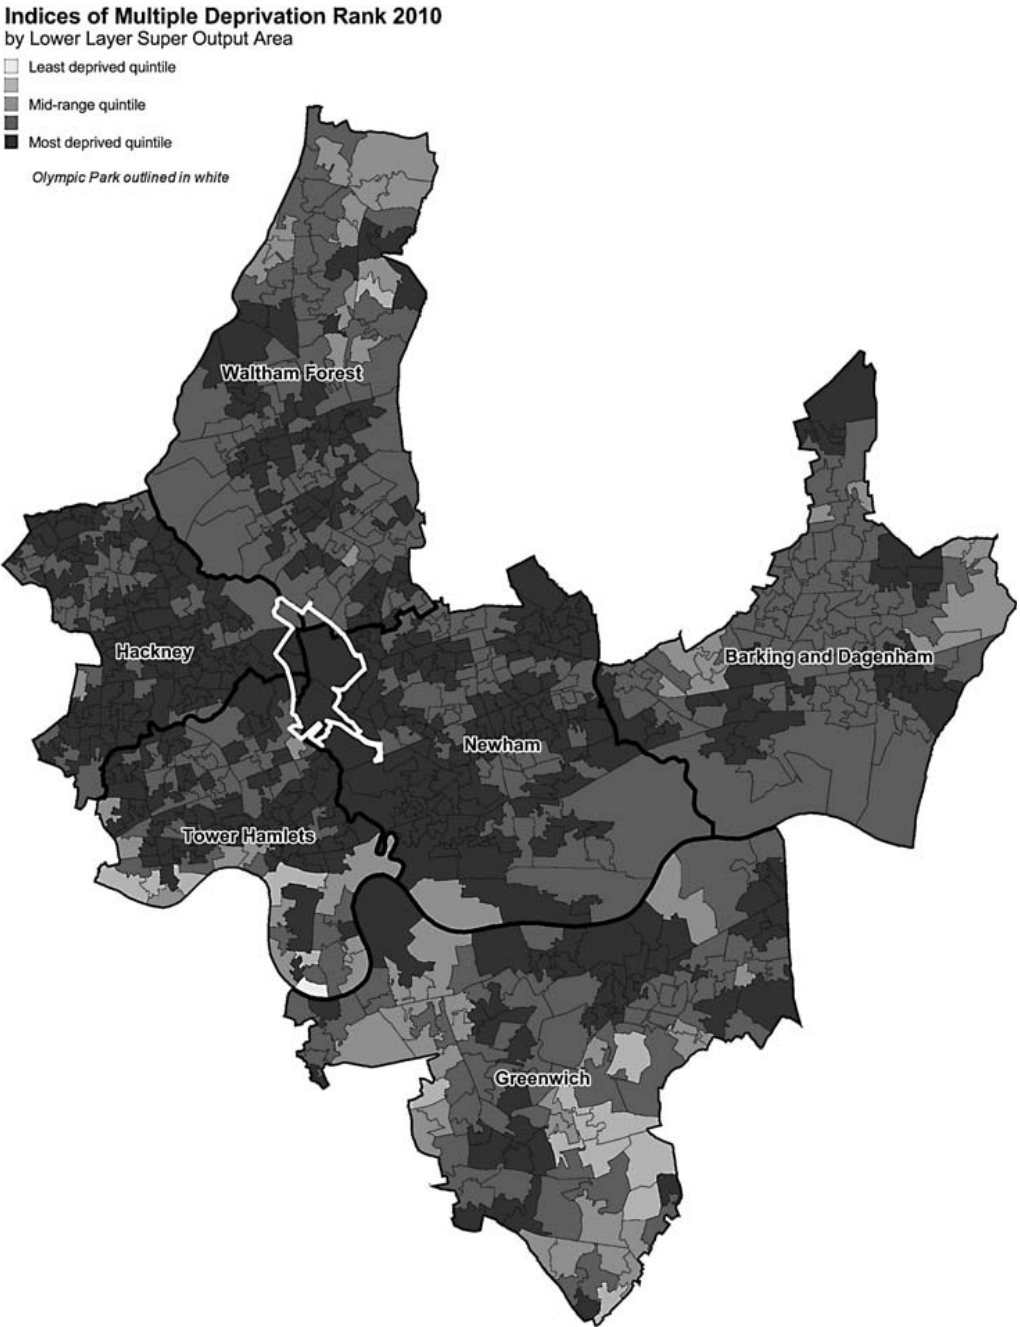 Indices of Multiple Deprivation Rank 2010
by Lower Layer Super Output Area
Least deprived quintile
Mid-range quintile
Most deprived quintile
Olympic Park outlined in white
Waltham Forest
Hackney
Barking and Dagenham
Newham
Tower Hamlets
Greenwich